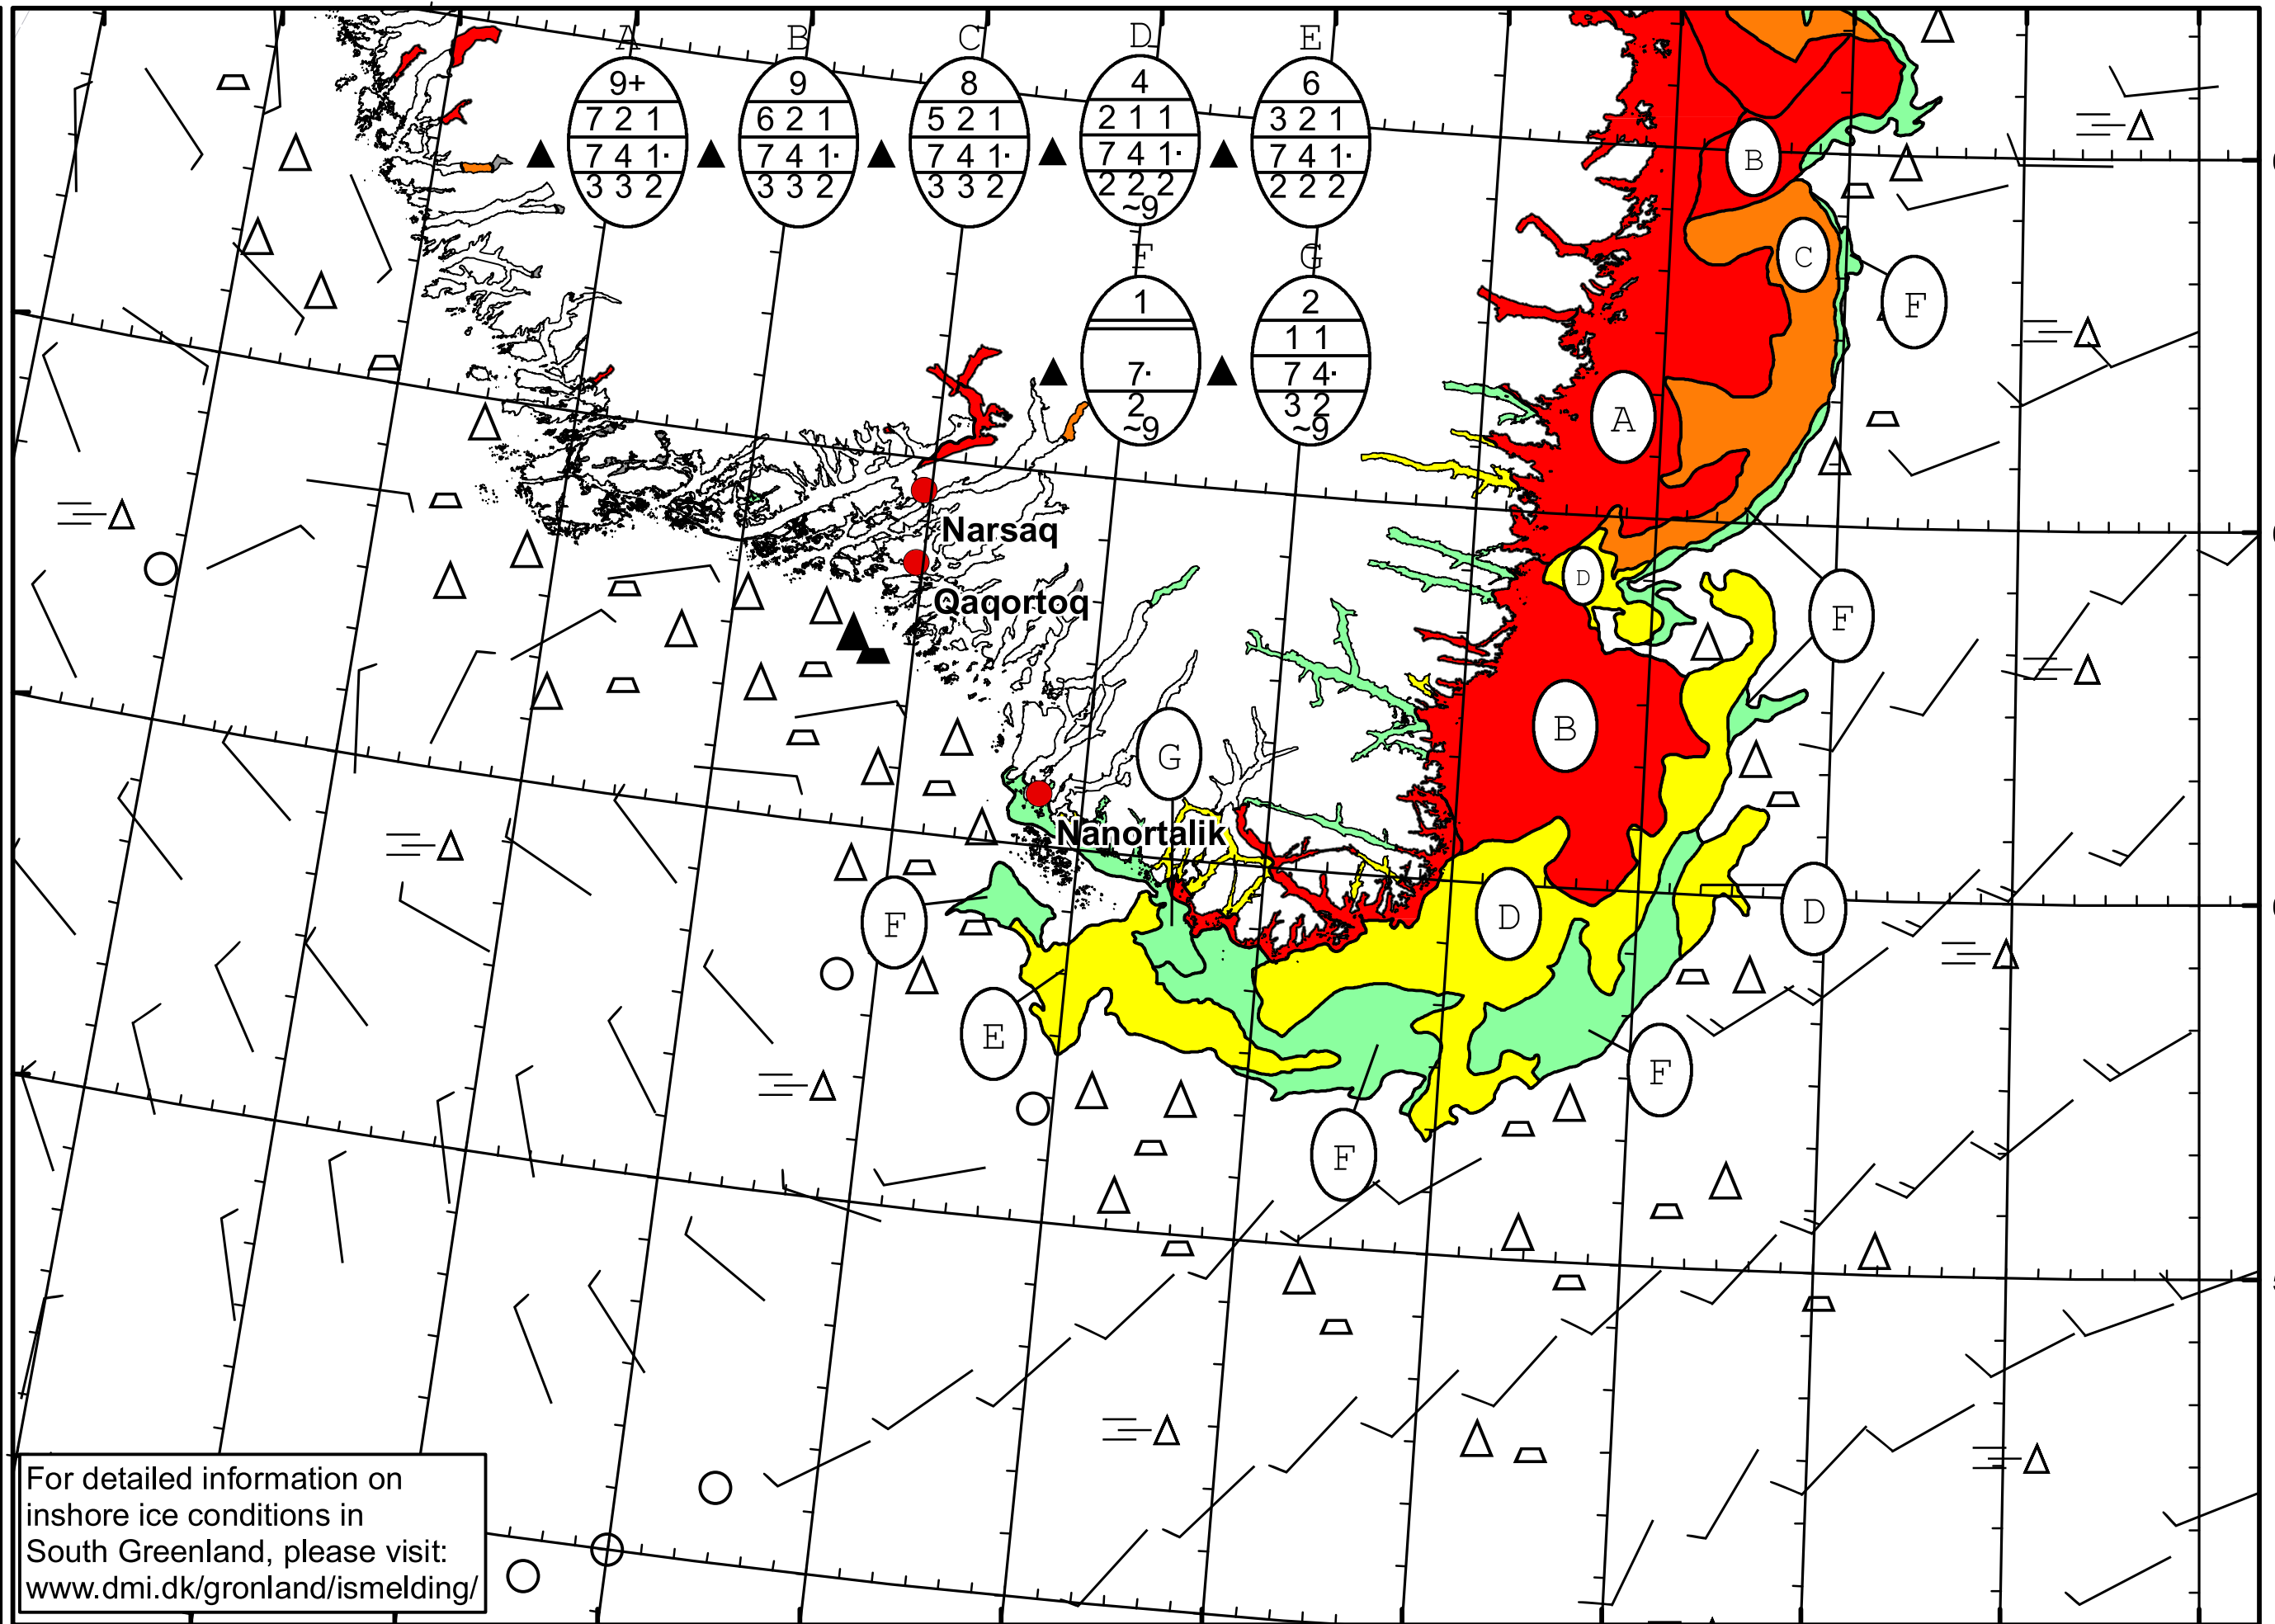 A B C D E
9+ 9 8 4 6
7 2 1 6 2 1 5 2 1 2 1 1 3 2 1
7 4 1· 7 4 1· 7 4 1· 7 4 1· 7 4 1·
3 3 2 3 3 2 3 3 2 2 2 2 2 2 2
~9
F G
1 2
1 1
7· 7 4·
2 3 2
~9 ~9
B
C
F
A
Narsaq
D
Qaqortoq
F
B
G
Nanortalik
F D D
E
F
F
For detailed information on
inshore ice conditions in
South Greenland, please visit:
www.dmi.dk/gronland/ismelding/